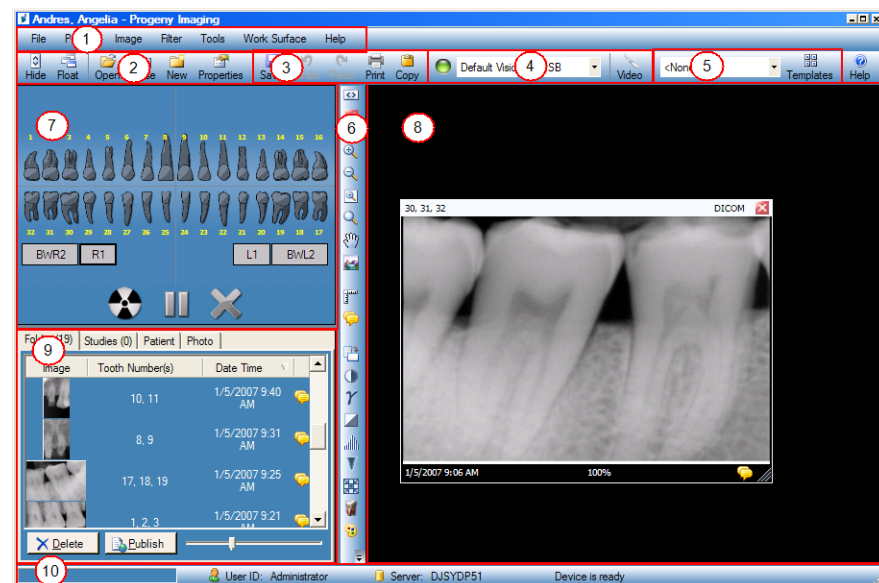 Andres, Angelia - Progeny Imaging
File P 1 Image Filter Tools Work Surface Help
Hide Float Open 2 New Properties 3 Print Copy Default Visi 4 SB Video <Non 5 Templates Help
7
6
8
1 3 4 5 6 7 8 9 10 11 12 13 14 15 16
32 31 30 29 28 27 26 25 24 23 22 21 20 19 18 17
BWR2 R1 L1 BWL2
30, 31, 32 DICOM
9 (19) Studies (0) Patient Photo
Image Tooth Number(s) Date Time
10, 11 1/5/2007 9:40 AM
8, 9 1/5/2007 9:31 AM
17, 18, 19 1/5/2007 9:25 AM
1, 2, 3 1/5/2007 9:21
Delete Publish
1/5/2007 9:06 AM 100%
10 User ID: Administrator Server: DJSYDP51 Device is ready